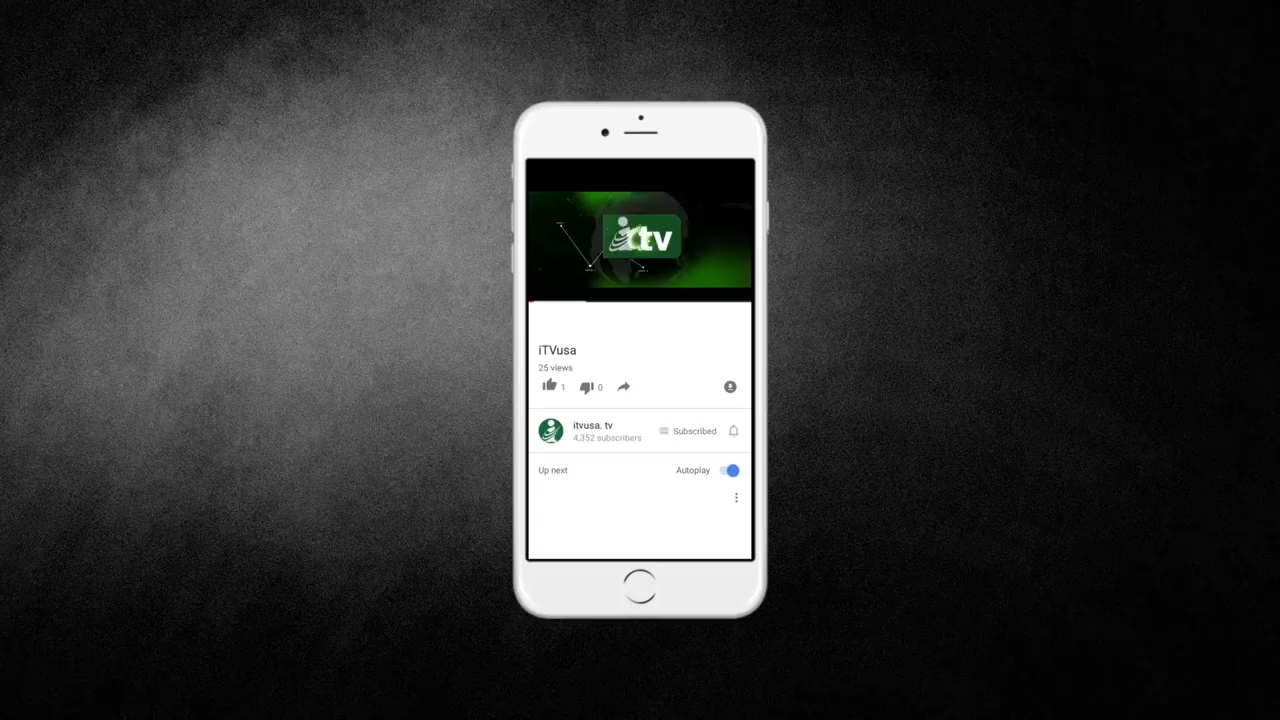 itv
iTVusa
25 views
1 0
itvusa. tv
4,352 subscribers
Subscribed
Up next
Autoplay